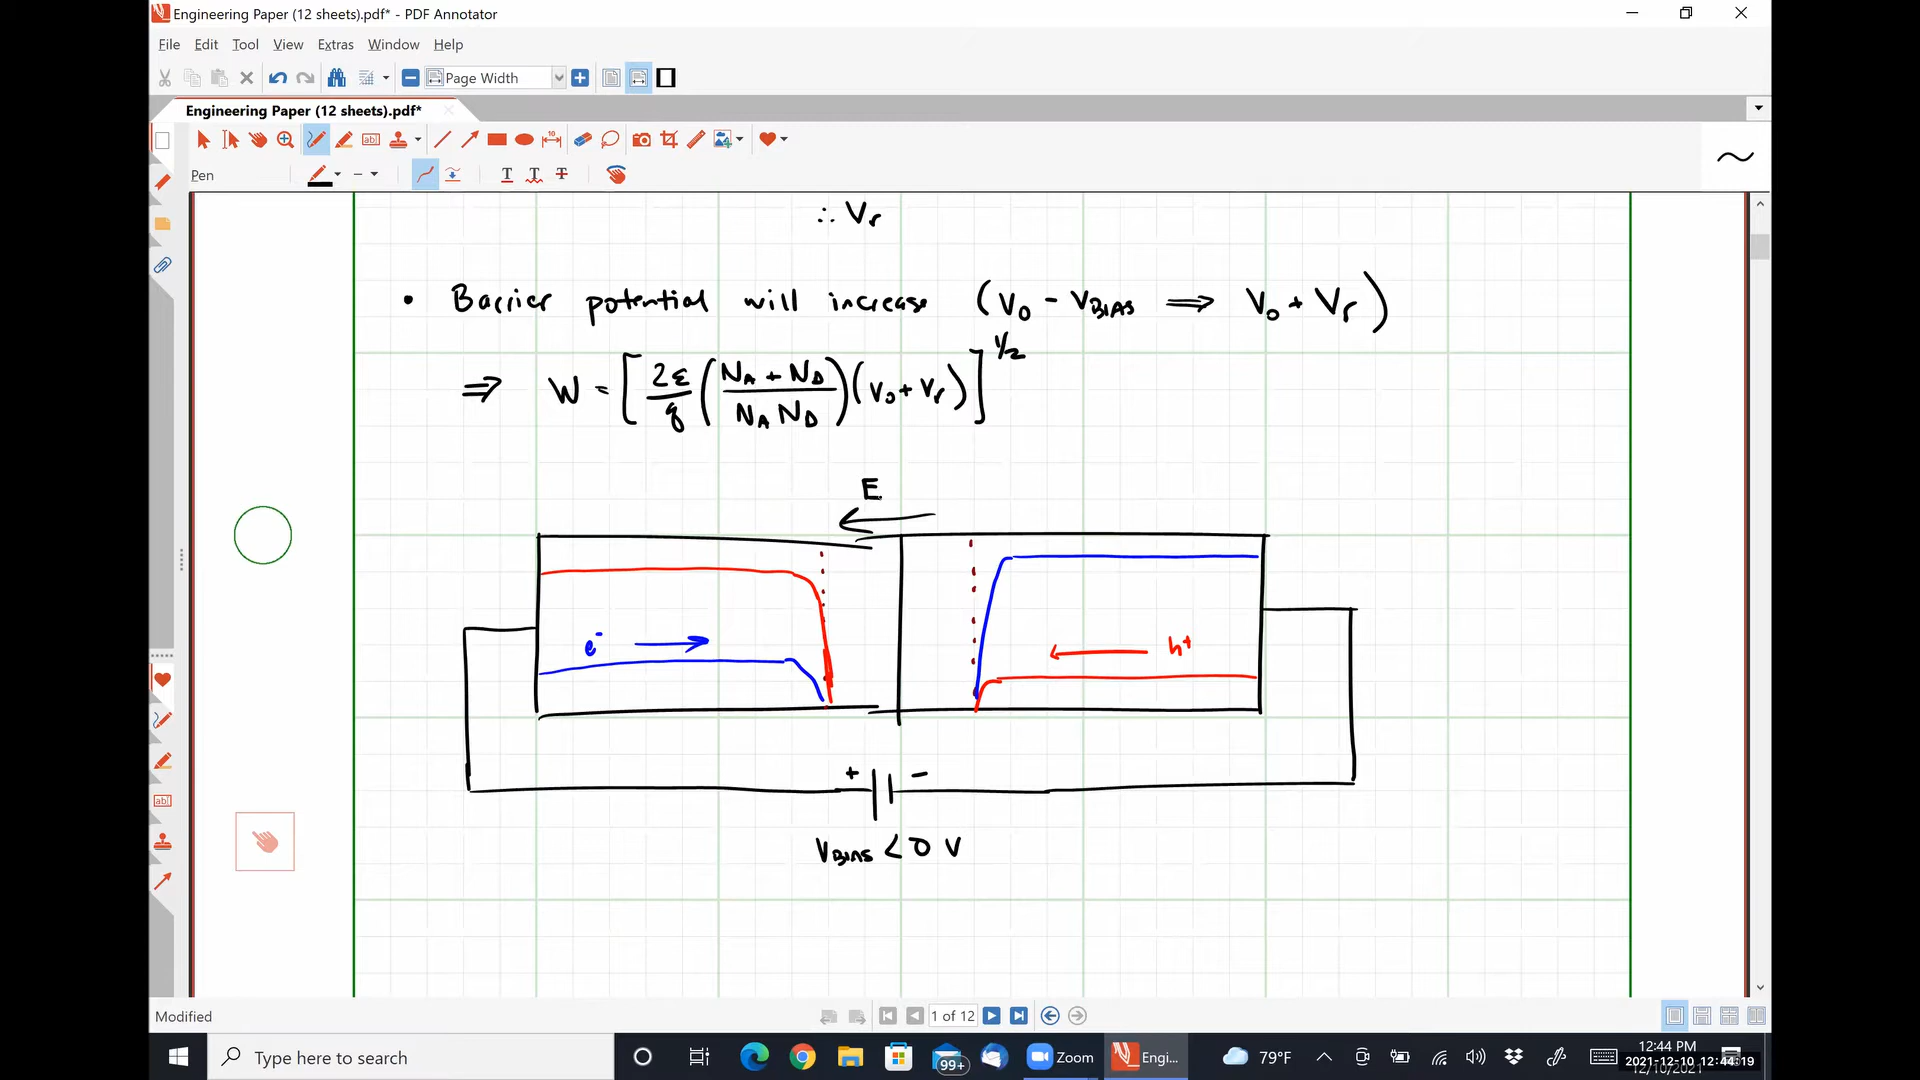 Engineering Paper (12 sheets).pdf* - PDF Annotator
File Edit Tool View Extras Window Help
Page Width
Engineering Paper (12 sheets).pdf*
Pen
∴ Vr
• Barrier potential will increase (V0 - VBIAS ⟹ V0 + Vr)
⇒ W = [2ε/q (NA + ND / NA ND)(V0 + Vr)]^1/2
E
e-
h+
+ -
VBIAS < 0 V
Modified
1 of 12
Type here to search
99+
Zoom
Engi...
79°F
12:44 PM
2021-12-10 12:44:19
12/10/2021